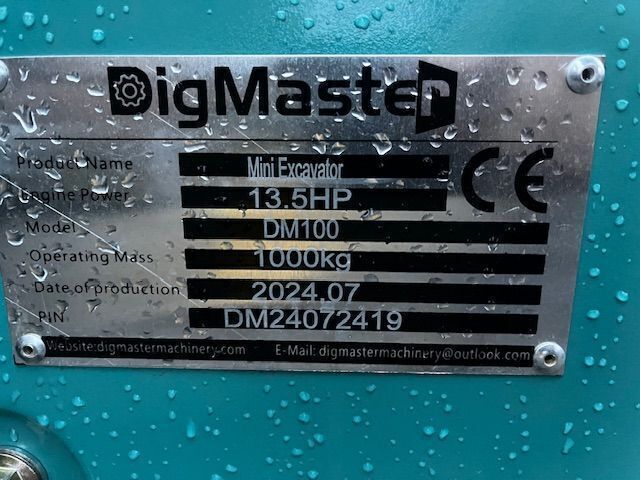 DigMaster
Product Name Mini Excavator
Engine Power 13.5HP
Model DM100
Operating Mass 1000kg
Date of production 2024.07
PIN DM24072419
CE
Website:digmastermachinery.com E-Mail: digmastermachinery@outlook.com